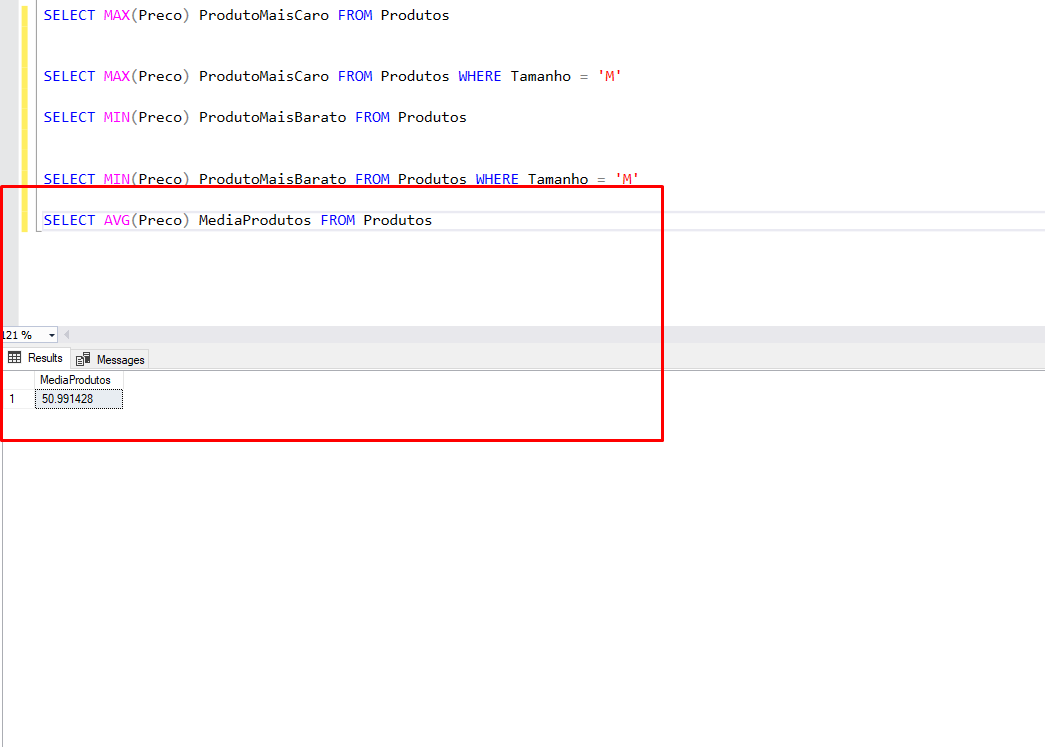 SELECT MAX(Preco) ProdutoMaisCaro FROM Produtos
SELECT MAX(Preco) ProdutoMaisCaro FROM Produtos WHERE Tamanho = 'M'
SELECT MIN(Preco) ProdutoMaisBarato FROM Produtos
SELECT MIN(Preco) ProdutoMaisBarato FROM Produtos WHERE Tamanho = 'M'
SELECT AVG(Preco) MediaProdutos FROM Produtos
121 %
Results Messages
MediaProdutos
1 50.991428